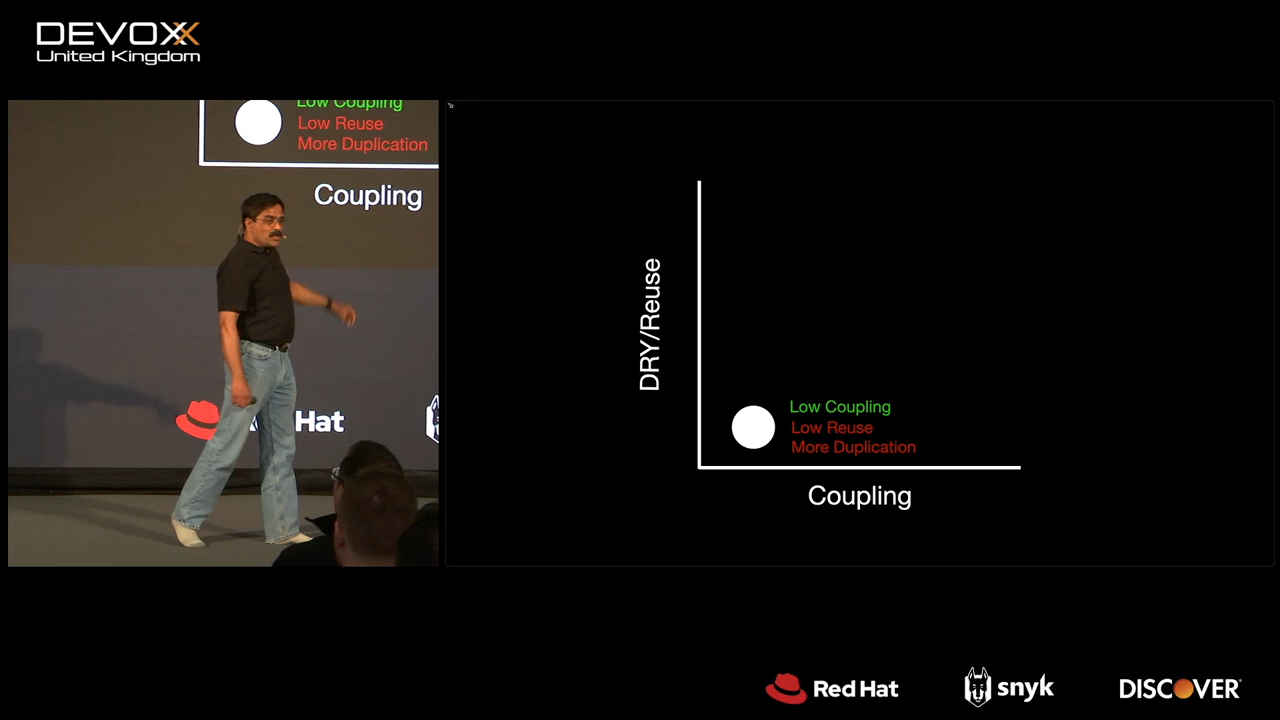 DEVOXX
United Kingdom
Low Coupling
Low Reuse
More Duplication
Coupling
Hat
DRY/Reuse
Low Coupling
Low Reuse
More Duplication
Coupling
Red Hat
snyk
DISCOVER